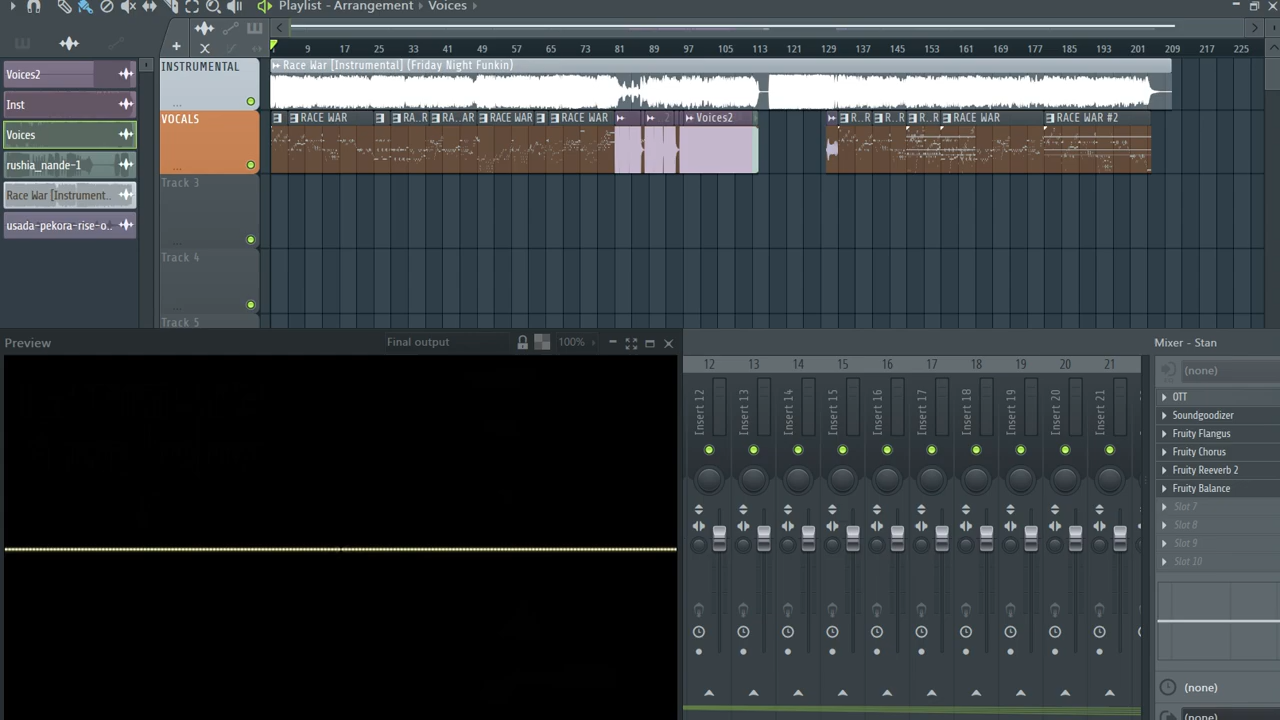 Playlist - Arrangement › Voices
9 17 25 33 41 49 57 65 73 81 89 97 105 113 121 129 137 145 153 161 169 177 185 193 201 209 217 225
Voices2
Inst
Voices
rushia_nande-1
Race War [Instrument..
usada-pekora-rise-o..
INSTRUMENTAL
Race War [Instrumental] (Friday Night Funkin)
VOCALS
RACE WAR
RA..R
RA..AR
RACE WAR
RACE WAR
Voices2
R..R
R..R
R..R
RACE WAR
RACE WAR #2
Track 3
Track 4
Track 5
Preview
Final output
100%
Mixer - Stan
12 13 14 15 16 17 18 19 20 21
Insert 12
Insert 13
Insert 14
Insert 15
Insert 16
Insert 17
Insert 18
Insert 19
Insert 20
Insert 21
(none)
OTT
Soundgoodizer
Fruity Flangus
Fruity Chorus
Fruity Reeverb 2
Fruity Balance
Slot 7
Slot 8
Slot 9
Slot 10
(none)
(none)